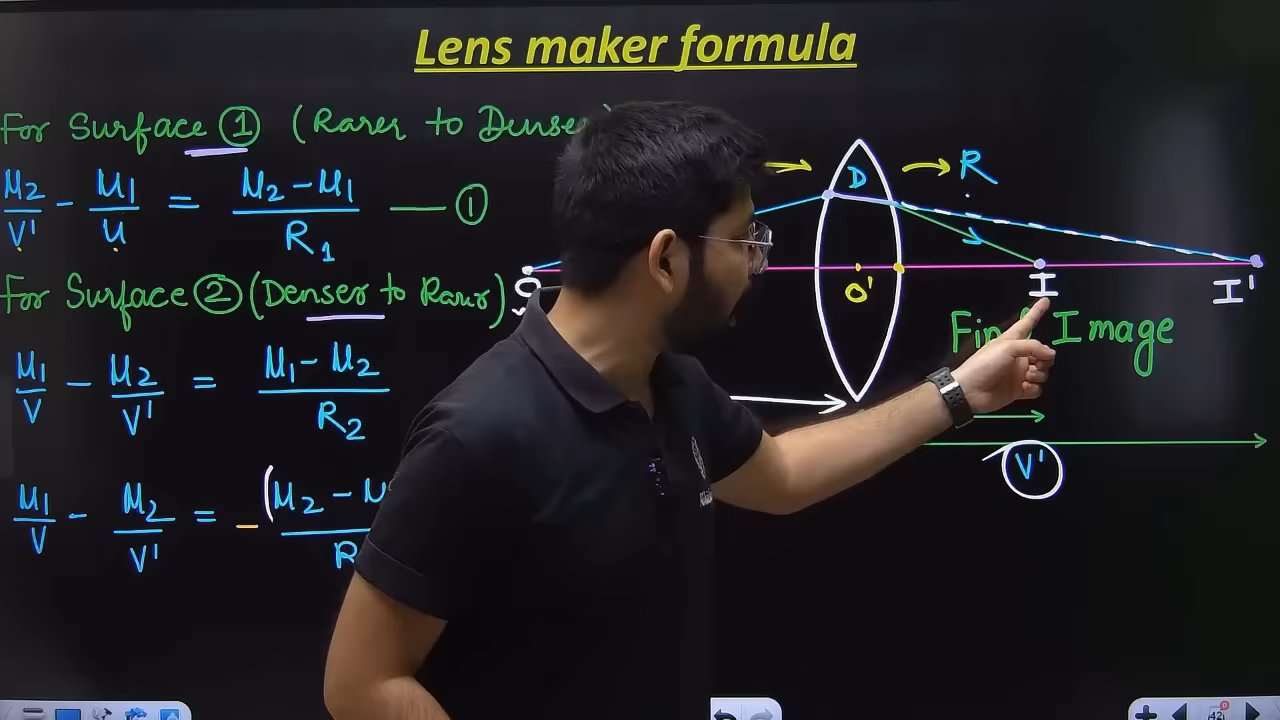 Lens maker formula
For Surface ① (Rarer to Dense
μ2/v' - μ1/u = μ2-μ1/R1 — ①
For Surface ② (Denser to Rarer)
μ1/v - μ2/v' = μ1-μ2/R2
μ1/v - μ2/v' = -(μ2-μ /R
D
R
O
O'
I
I'
Image
v'
42